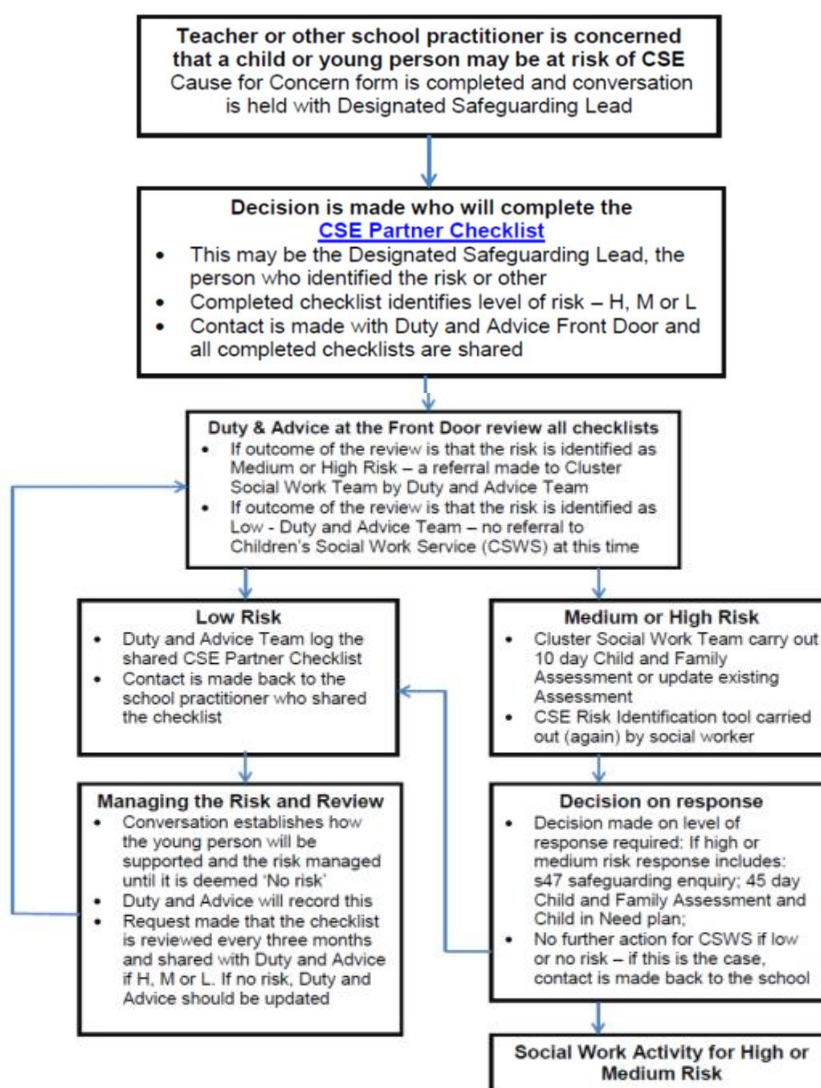 Teacher or other school practitioner is concerned
that a child or young person may be at risk of CSE
Cause for Concern form is completed and conversation
is held with Designated Safeguarding Lead
Decision is made who will complete the
CSE Partner Checklist
• This may be the Designated Safeguarding Lead, the
person who identified the risk or other
• Completed checklist identifies level of risk – H, M or L
• Contact is made with Duty and Advice Front Door and
all completed checklists are shared
Duty & Advice at the Front Door review all checklists
• If outcome of the review is that the risk is identified as
Medium or High Risk – a referral made to Cluster
Social Work Team by Duty and Advice Team
• If outcome of the review is that the risk is identified as
Low - Duty and Advice Team – no referral to
Children's Social Work Service (CSWS) at this time
Low Risk
• Duty and Advice Team log the
shared CSE Partner Checklist
• Contact is made back to the
school practitioner who shared
the checklist
Medium or High Risk
• Cluster Social Work Team carry out
10 day Child and Family
Assessment or update existing
Assessment
• CSE Risk Identification tool carried
out (again) by social worker
Managing the Risk and Review
• Conversation establishes how
the young person will be
supported and the risk managed
until it is deemed 'No risk'
• Duty and Advice will record this
• Request made that the checklist
is reviewed every three months
and shared with Duty and Advice
if H, M or L. If no risk, Duty and
Advice should be updated
Decision on response
• Decision made on level of
response required: If high or
medium risk response includes:
s47 safeguarding enquiry; 45 day
Child and Family Assessment and
Child in Need plan;
• No further action for CSWS if low
or no risk – if this is the case,
contact is made back to the school
Social Work Activity for High or
Medium Risk